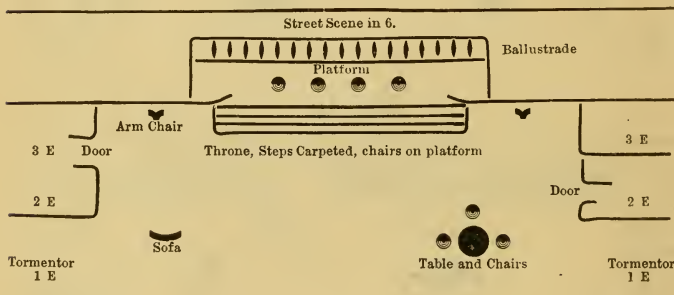 Street Scene in 6.
Ballustrade
Platform
Arm Chair
3 E Door
Throne, Steps Carpeted, chairs on platform
3 E
Door
2 E
2 E
Sofa
Table and Chairs
Tormentor
1 E
Tormentor
1 E